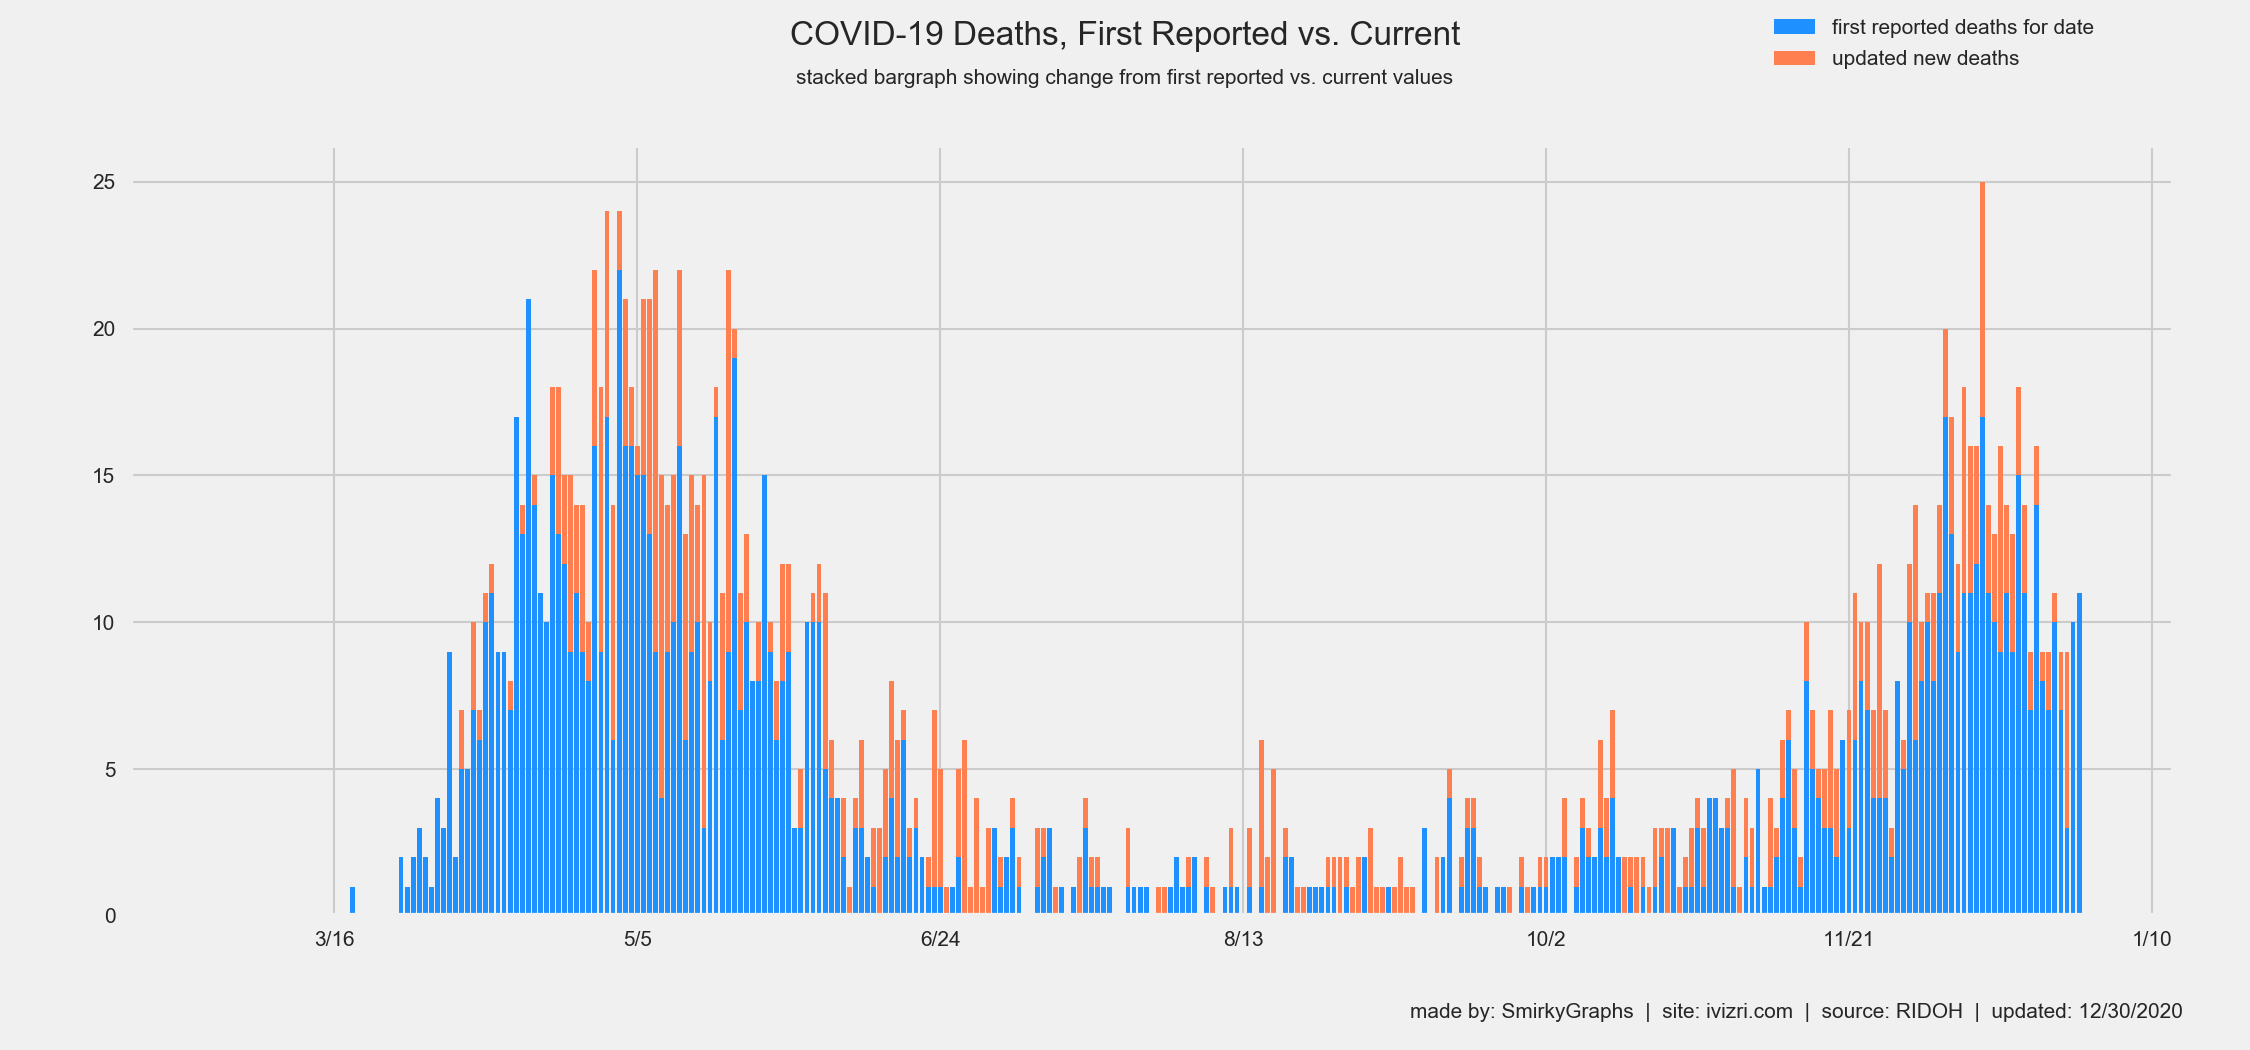 COVID-19 Deaths, First Reported vs. Current
stacked bargraph showing change from first reported vs. current values
first reported deaths for date
updated new deaths
25
20
15
10
5
0
3/16 5/5 6/24 8/13 10/2 11/21 1/10
made by: SmirkyGraphs | site: ivizri.com | source: RIDOH | updated: 12/30/2020